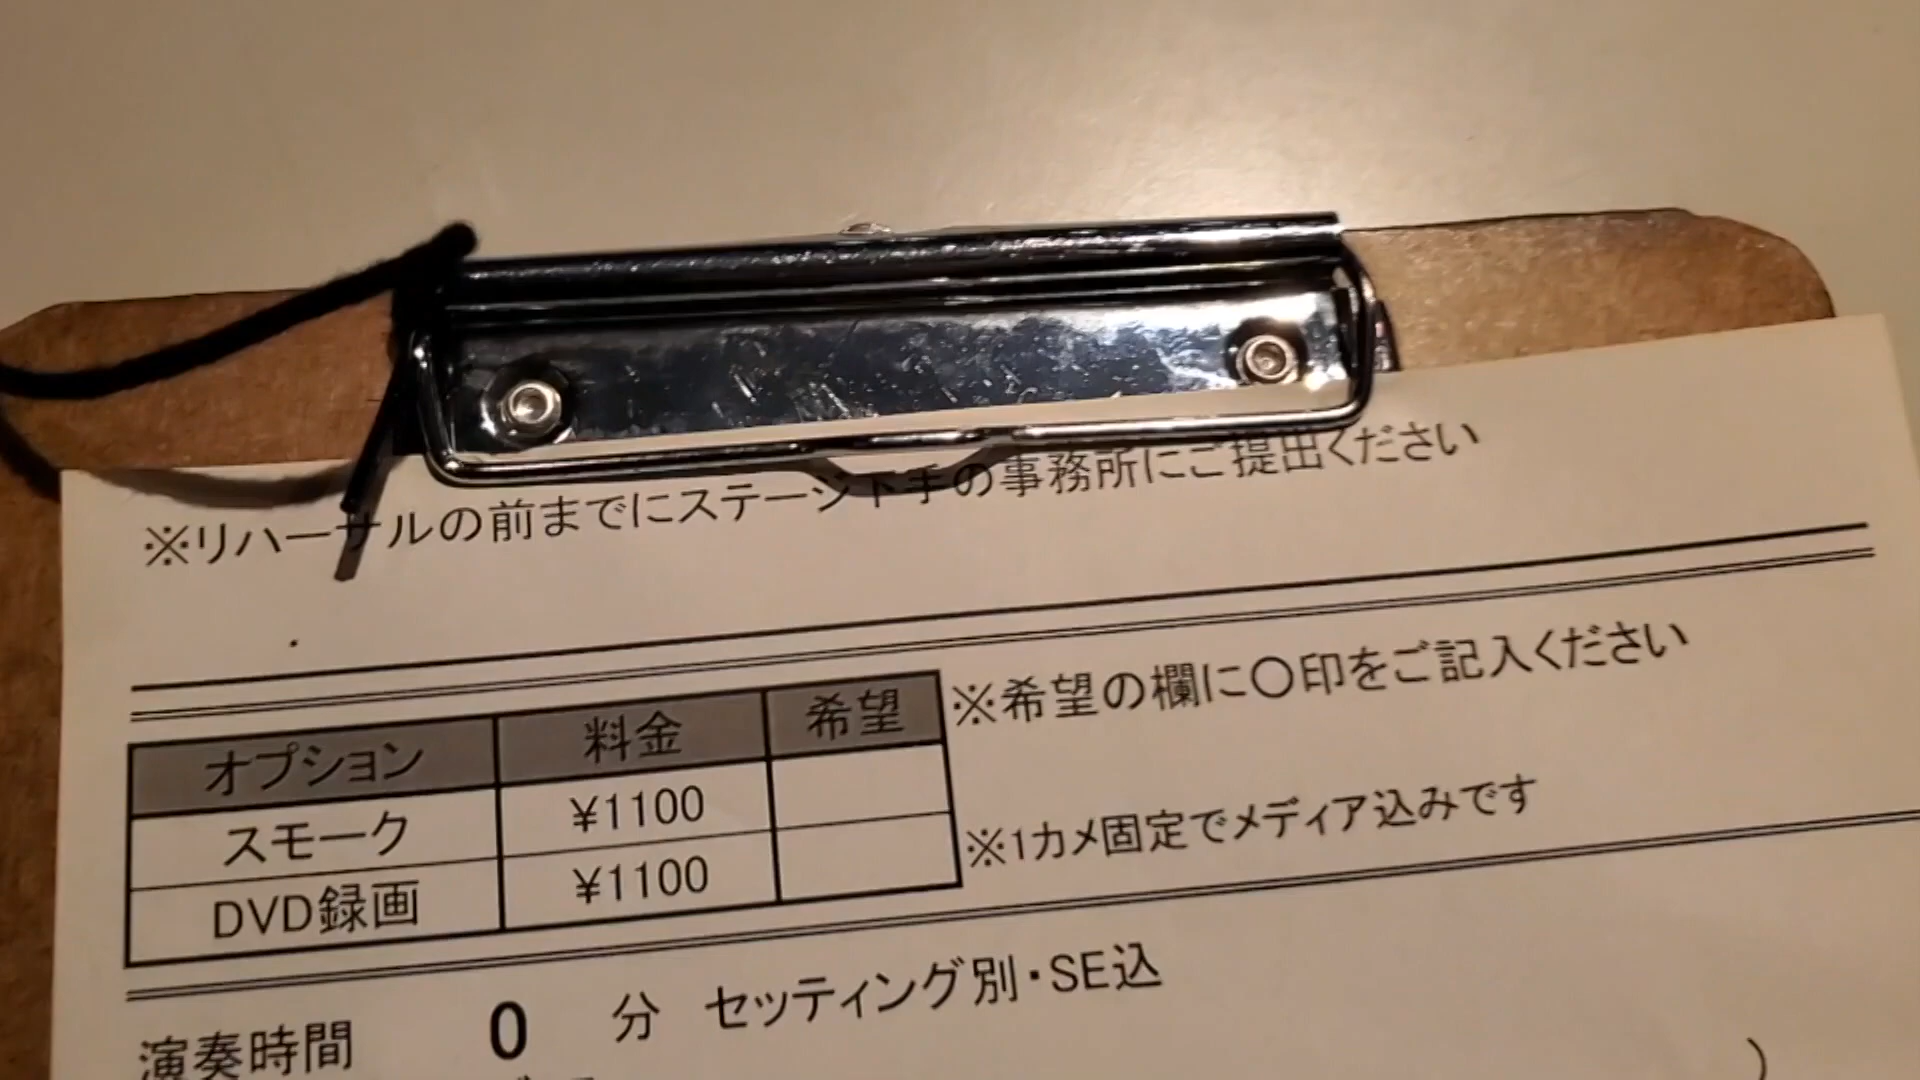 ※リハーサルの前までにステージ下手の事務所にご提出ください
オプション 料金 希望 ※希望の欄に〇印をご記入ください
スモーク ¥1100
DVD録画 ¥1100 ※1カメ固定でメディア込みです
演奏時間 0 分 セッティング別・SE込
)